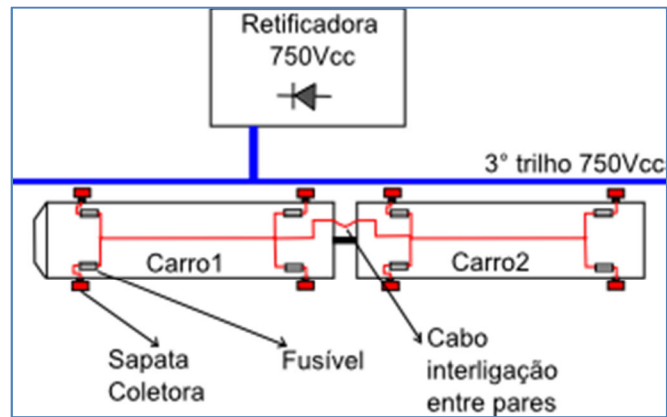 Retificadora
750Vcc
3° trilho 750Vcc
Carro1
Carro2
Sapata
Coletora
Fusível
Cabo
interligação
entre pares